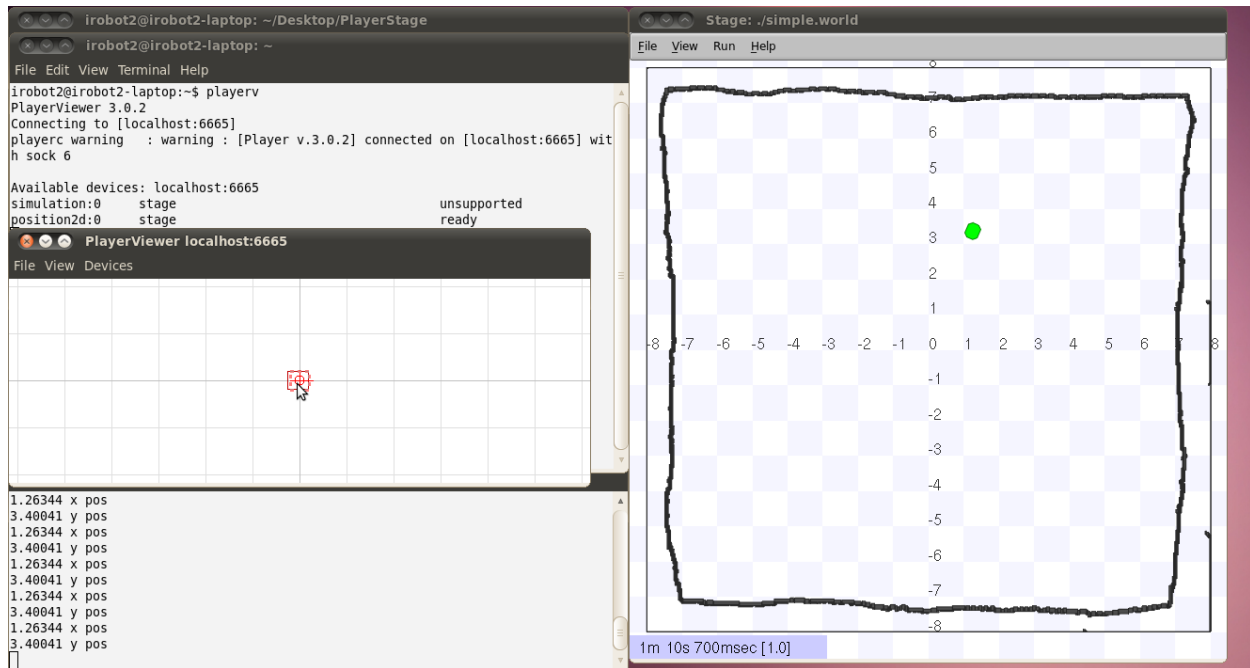 irobot2@irobot2-laptop: ~/Desktop/PlayerStage
irobot2@irobot2-laptop: ~
File Edit View Terminal Help
irobot2@irobot2-laptop:~$ playerv
PlayerViewer 3.0.2
Connecting to [localhost:6665]
playerc warning   : warning : [Player v.3.0.2] connected on [localhost:6665] wit
h sock 6
Available devices: localhost:6665
simulation:0     stage                            unsupported
position2d:0     stage                            ready
PlayerViewer localhost:6665
File View Devices
1.26344 x pos
3.40041 y pos
1.26344 x pos
3.40041 y pos
1.26344 x pos
3.40041 y pos
1.26344 x pos
3.40041 y pos
1.26344 x pos
3.40041 y pos
Stage: ./simple.world
File View Run Help
8
7
6
5
4
3
2
1
-8 -7 -6 -5 -4 -3 -2 -1 0 1 2 3 4 5 6 7 8
-1
-2
-3
-4
-5
-6
-7
-8
1m 10s 700msec [1.0]